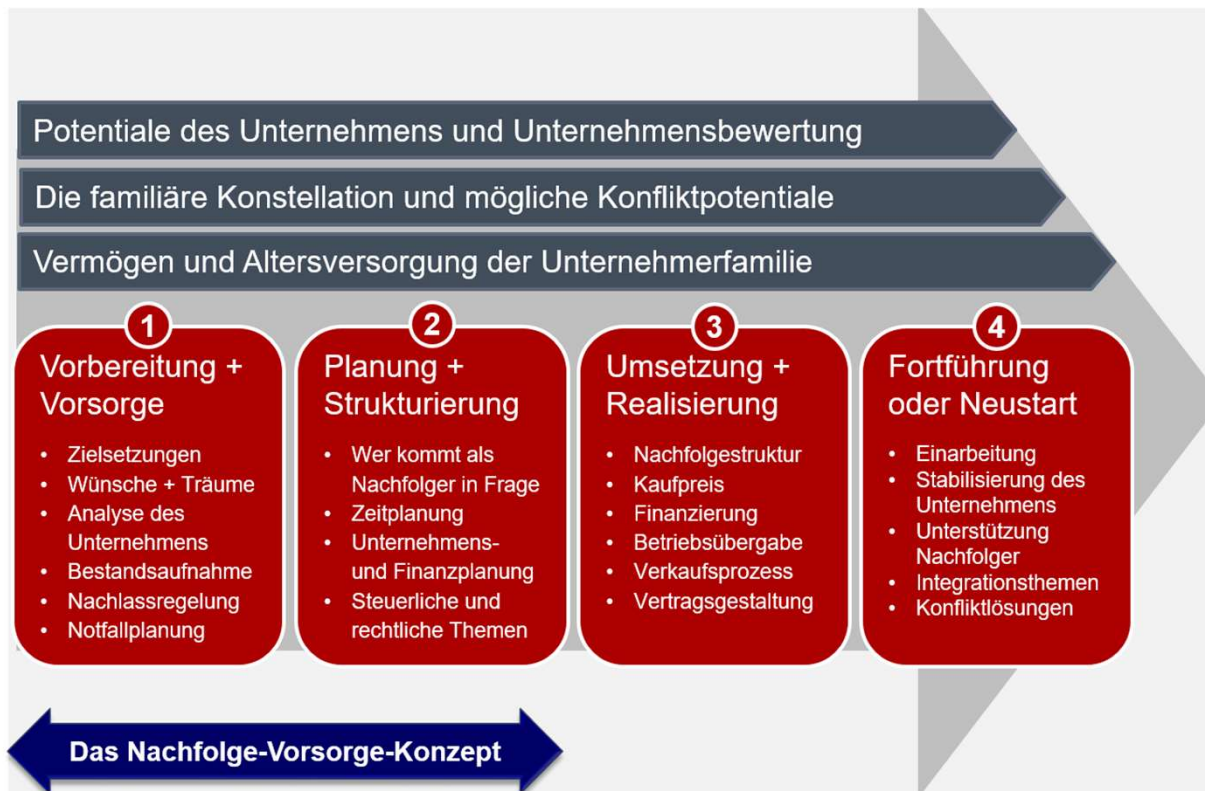 Potentiale des Unternehmens und Unternehmensbewertung
Die familiäre Konstellation und mögliche Konfliktpotentiale
Vermögen und Altersversorgung der Unternehmerfamilie
1
Vorbereitung +
Vorsorge
• Zielsetzungen
• Wünsche + Träume
• Analyse des
Unternehmens
• Bestandsaufnahme
• Nachlassregelung
• Notfallplanung
2
Planung +
Strukturierung
• Wer kommt als
Nachfolger in Frage
• Zeitplanung
• Unternehmens-
und Finanzplanung
• Steuerliche und
rechtliche Themen
3
Umsetzung +
Realisierung
• Nachfolgestruktur
• Kaufpreis
• Finanzierung
• Betriebsübergabe
• Verkaufsprozess
• Vertragsgestaltung
4
Fortführung
oder Neustart
• Einarbeitung
• Stabilisierung des
Unternehmens
• Unterstützung
Nachfolger
• Integrationsthemen
• Konfliktlösungen
Das Nachfolge-Vorsorge-Konzept